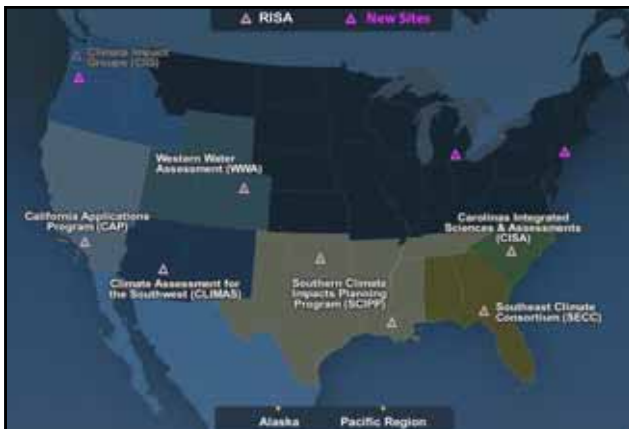 RISA
New Sites
Climate Impact
Groups (CIG)
Western Water
Assessment (WWA)
California Applications
Program (CAP)
Carolinas Integrated
Sciences & Assessments
(CISA)
Climate Assessment for
the Southwest (CLIMAS)
Southern Climate
Impacts Planning
Program (SCIPP)
Southeast Climate
Consortium (SECC)
Alaska
Pacific Region